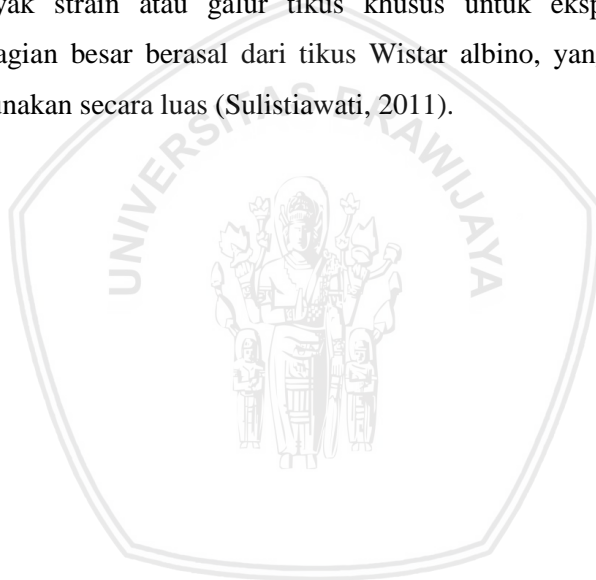 yak strain atau galur tikus khusus untuk eksp
agian besar berasal dari tikus Wistar albino, yan
unakan secara luas (Sulistiawati, 2011).
UNIVERSITAS BRAWIJAYA